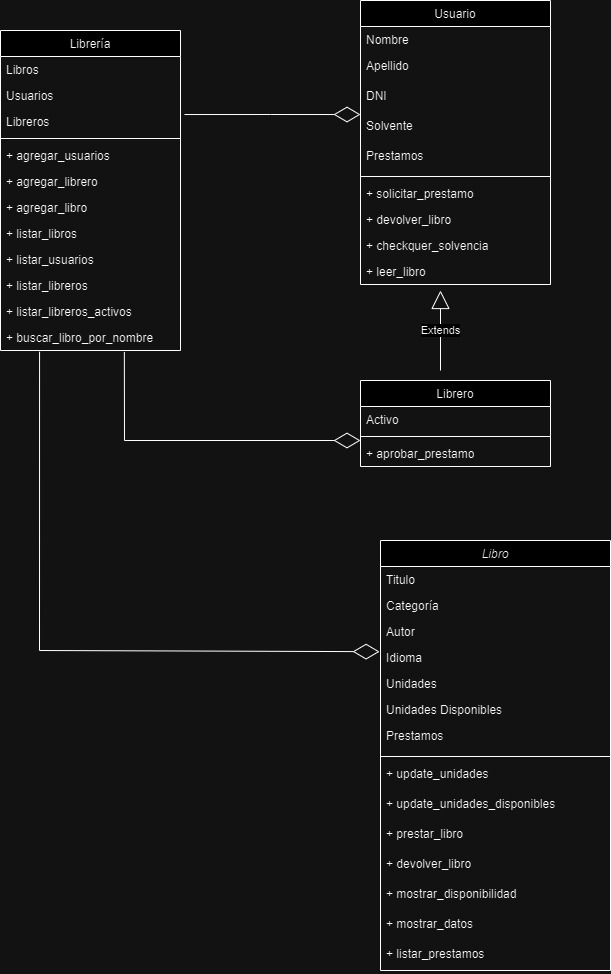 Librería
Libros
Usuarios
Libreros
+ agregar_usuarios
+ agregar_librero
+ agregar_libro
+ listar_libros
+ listar_usuarios
+ listar_libreros
+ listar_libreros_activos
+ buscar_libro_por_nombre
Usuario
Nombre
Apellido
DNI
Solvente
Prestamos
+ solicitar_prestamo
+ devolver_libro
+ checkquer_solvencia
+ leer_libro
Extends
Librero
Activo
+ aprobar_prestamo
Libro
Titulo
Categoría
Autor
Idioma
Unidades
Unidades Disponibles
Prestamos
+ update_unidades
+ update_unidades_disponibles
+ prestar_libro
+ devolver_libro
+ mostrar_disponibilidad
+ mostrar_datos
+ listar_prestamos